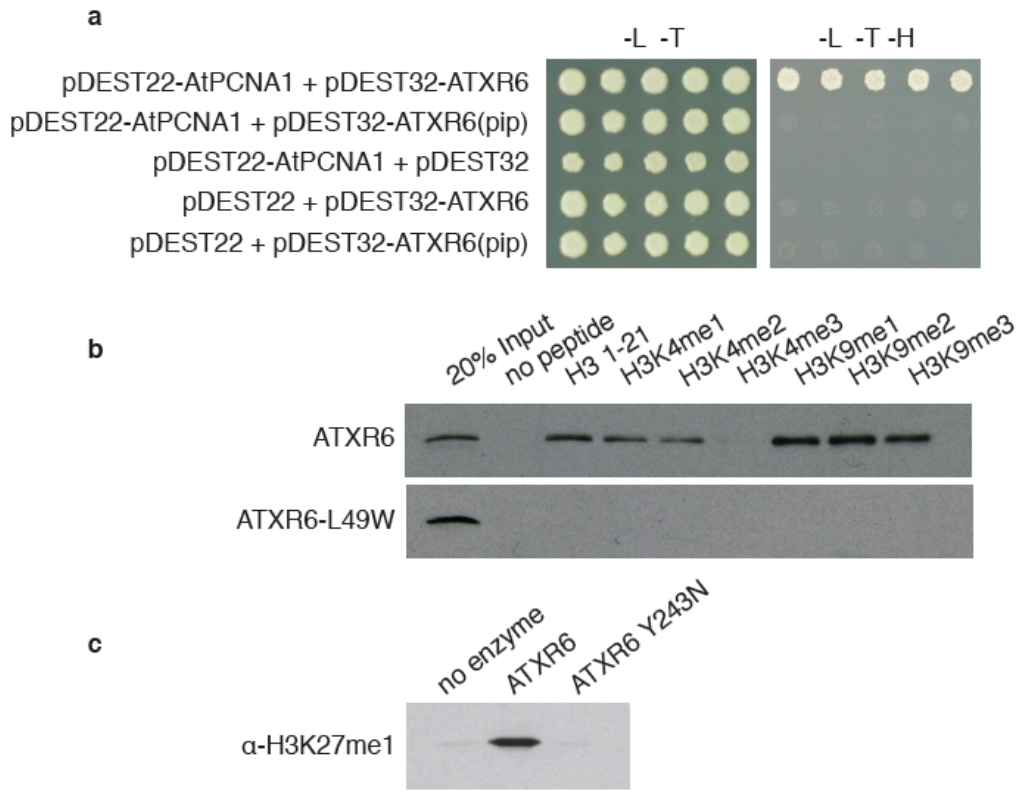 a
-L -T
-L -T -H
pDEST22-AtPCNA1 + pDEST32-ATXR6
pDEST22-AtPCNA1 + pDEST32-ATXR6(pip)
pDEST22-AtPCNA1 + pDEST32
pDEST22 + pDEST32-ATXR6
pDEST22 + pDEST32-ATXR6(pip)
b
20% Input
no peptide
H3 1-21
H3K4me1
H3K4me2
H3K4me3
H3K9me1
H3K9me2
H3K9me3
ATXR6
ATXR6-L49W
c
no enzyme
ATXR6
ATXR6 Y243N
α-H3K27me1